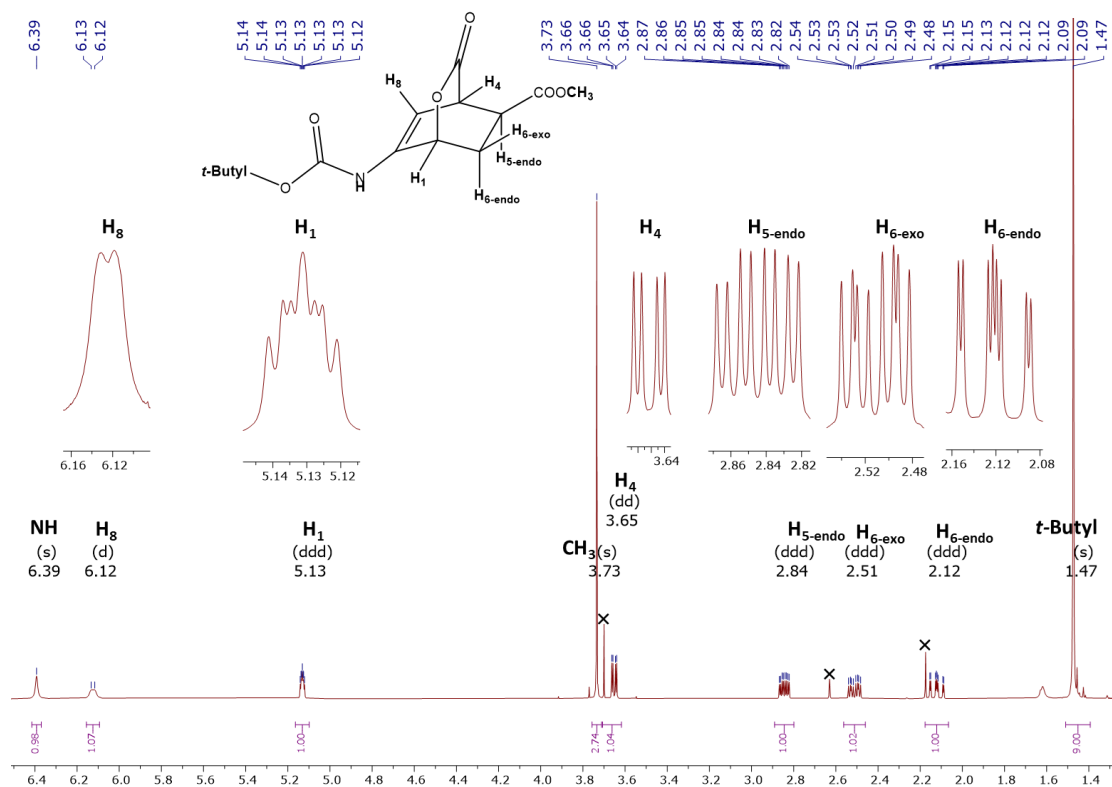 6.39
6.13
6.12
5.14
5.14
5.13
5.13
5.13
5.13
5.12
3.73
3.66
3.66
3.65
3.64
2.87
2.86
2.85
2.85
2.84
2.84
2.83
2.82
2.54
2.53
2.53
2.52
2.51
2.50
2.49
2.48
2.15
2.15
2.13
2.12
2.12
2.12
2.09
2.09
1.47
O
H8
O
H4
COOCH3
H6-exo
O
H5-endo
t-Butyl
O
N
H
H1
H6-endo
H8
H1
H4
H5-endo
H6-exo
H6-endo
6.16 6.12
5.14 5.13 5.12
3.64
2.86 2.84 2.82
2.52 2.48
2.16 2.12 2.08
NH
(s)
6.39
H8
(d)
6.12
H1
(ddd)
5.13
CH3(s)
3.73
H4
(dd)
3.65
H5-endo
(ddd)
2.84
H6-exo
(ddd)
2.51
H6-endo
(ddd)
2.12
t-Butyl
(s)
1.47
× × ×
0.98 1.07 1.00 2.74 1.04 1.00 1.02 1.00 9.00
6.4 6.2 6.0 5.8 5.6 5.4 5.2 5.0 4.8 4.6 4.4 4.2 4.0 3.8 3.6 3.4 3.2 3.0 2.8 2.6 2.4 2.2 2.0 1.8 1.6 1.4